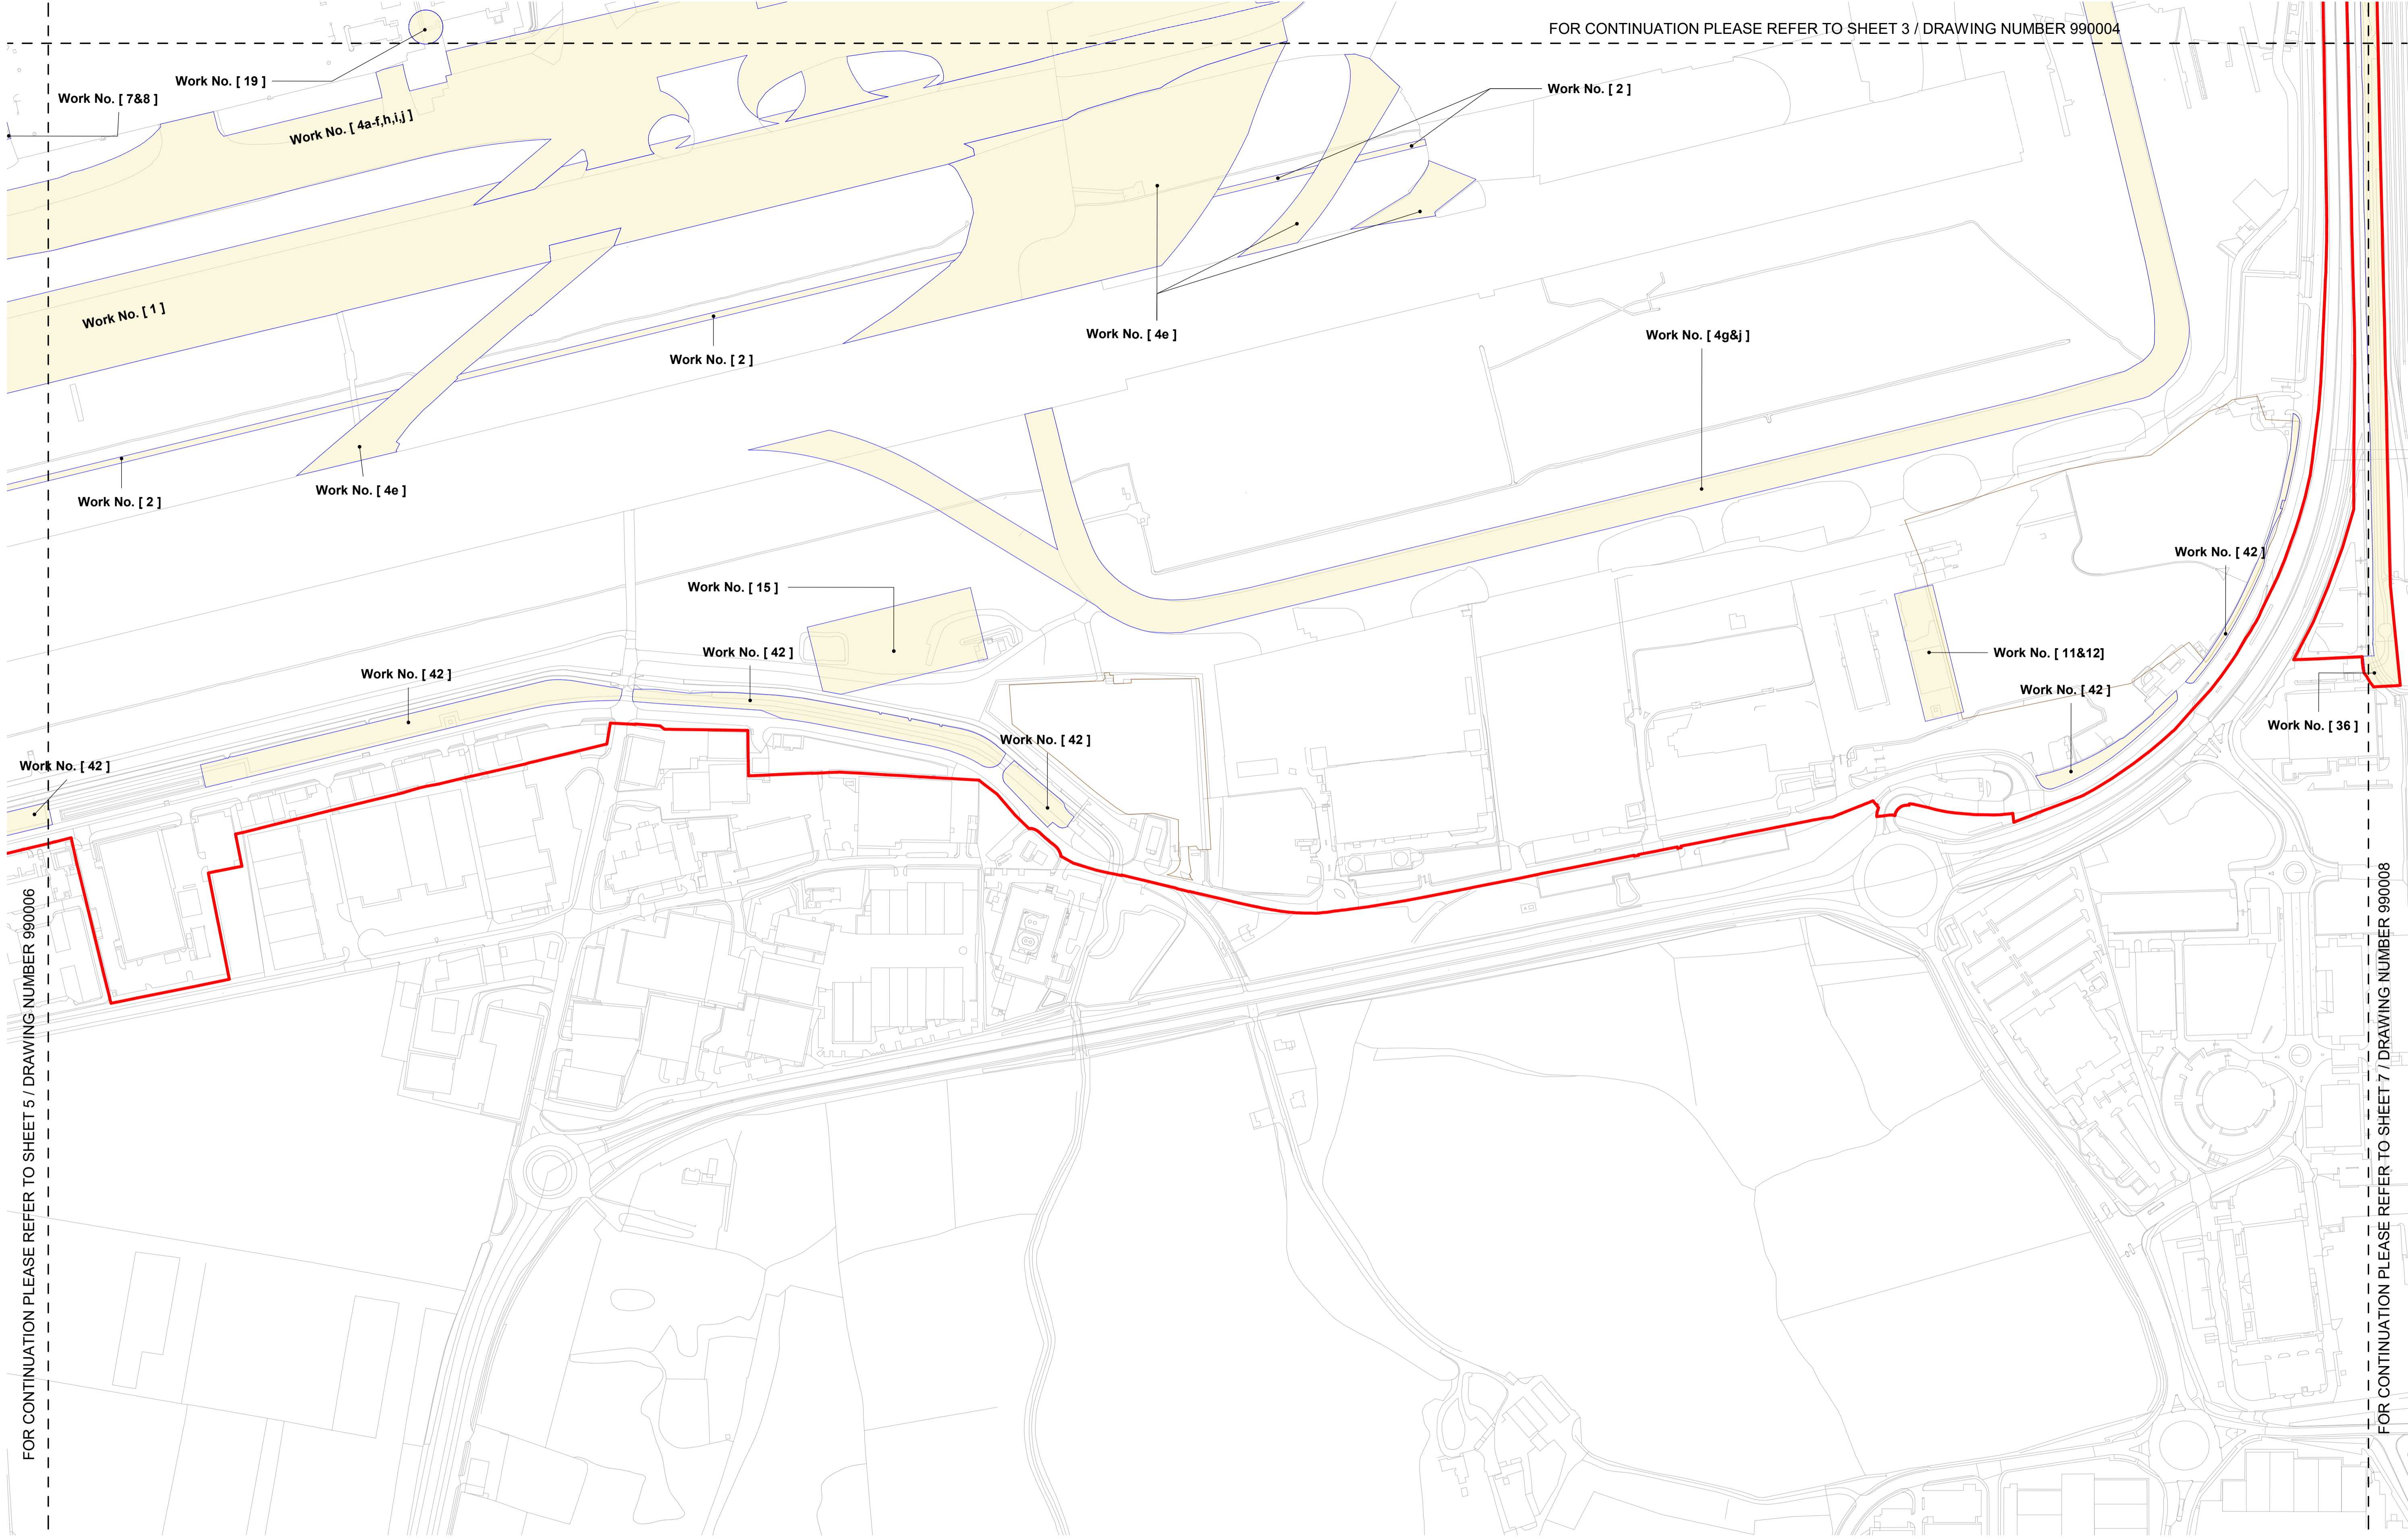 FOR CONTINUATION PLEASE REFER TO SHEET 3 / DRAWING NUMBER 990004
Work No. [ 19 ]
Work No. [ 7&8 ]
Work No. [ 2 ]
Work No. [ 4a-f,h,i,j ]
Work No. [ 1 ]
Work No. [ 4e ]
Work No. [ 4g&j ]
Work No. [ 2 ]
Work No. [ 4e ]
Work No. [ 2 ]
Work No. [ 42 ]
Work No. [ 15 ]
Work No. [ 42 ]
Work No. [ 11&12]
Work No. [ 42 ]
Work No. [ 42 ]
Work No. [ 36 ]
Work No. [ 42 ]
Work No. [ 42 ]
FOR CONTINUATION PLEASE REFER TO SHEET 5 / DRAWING NUMBER 990006
FOR CONTINUATION PLEASE REFER TO SHEET 7 / DRAWING NUMBER 990008